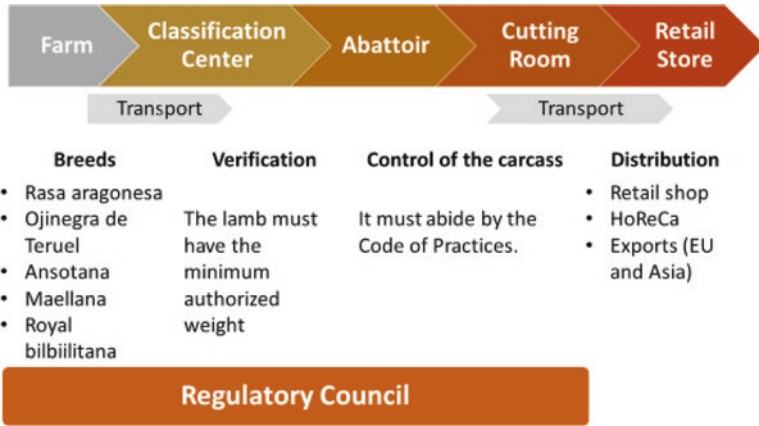 Farm
Classification
Center
Abattoir
Cutting
Room
Retail
Store
Transport
Transport
Breeds
• Rasa aragonesa
• Ojinegra de
Teruel
• Ansotana
• Maellana
• Royal
bilbiilitana
Verification
The lamb must
have the
minimum
authorized
weight
Control of the carcass
It must abide by the
Code of Practices.
Distribution
• Retail shop
• HoReCa
• Exports (EU
and Asia)
Regulatory Council